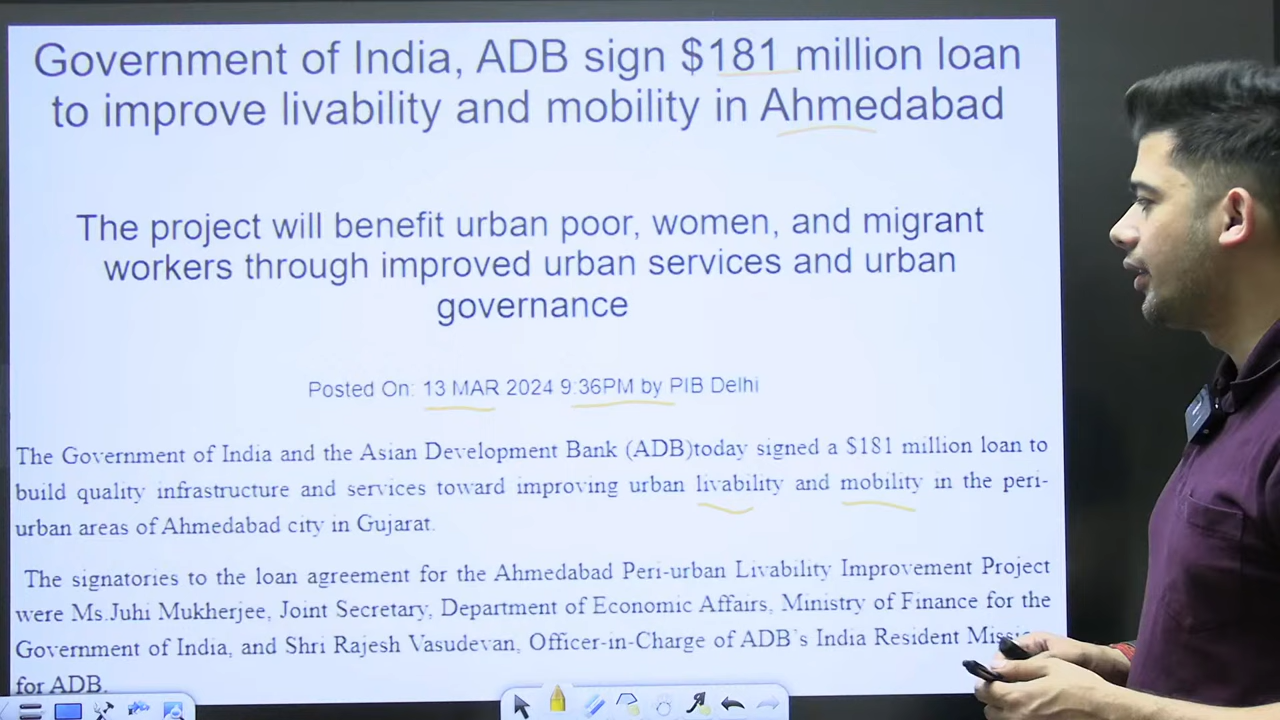 Government of India, ADB sign $181 million loan
to improve livability and mobility in Ahmedabad
The project will benefit urban poor, women, and migrant
workers through improved urban services and urban
governance
Posted On: 13 MAR 2024 9:36PM by PIB Delhi
The Government of India and the Asian Development Bank (ADB)today signed a $181 million loan to
build quality infrastructure and services toward improving urban livability and mobility in the peri-
urban areas of Ahmedabad city in Gujarat.
The signatories to the loan agreement for the Ahmedabad Peri-urban Livability Improvement Project
were Ms.Juhi Mukherjee, Joint Secretary, Department of Economic Affairs, Ministry of Finance for the
Government of India, and Shri Rajesh Vasudevan, Officer-in-Charge of ADB's India Resident
for ADB.